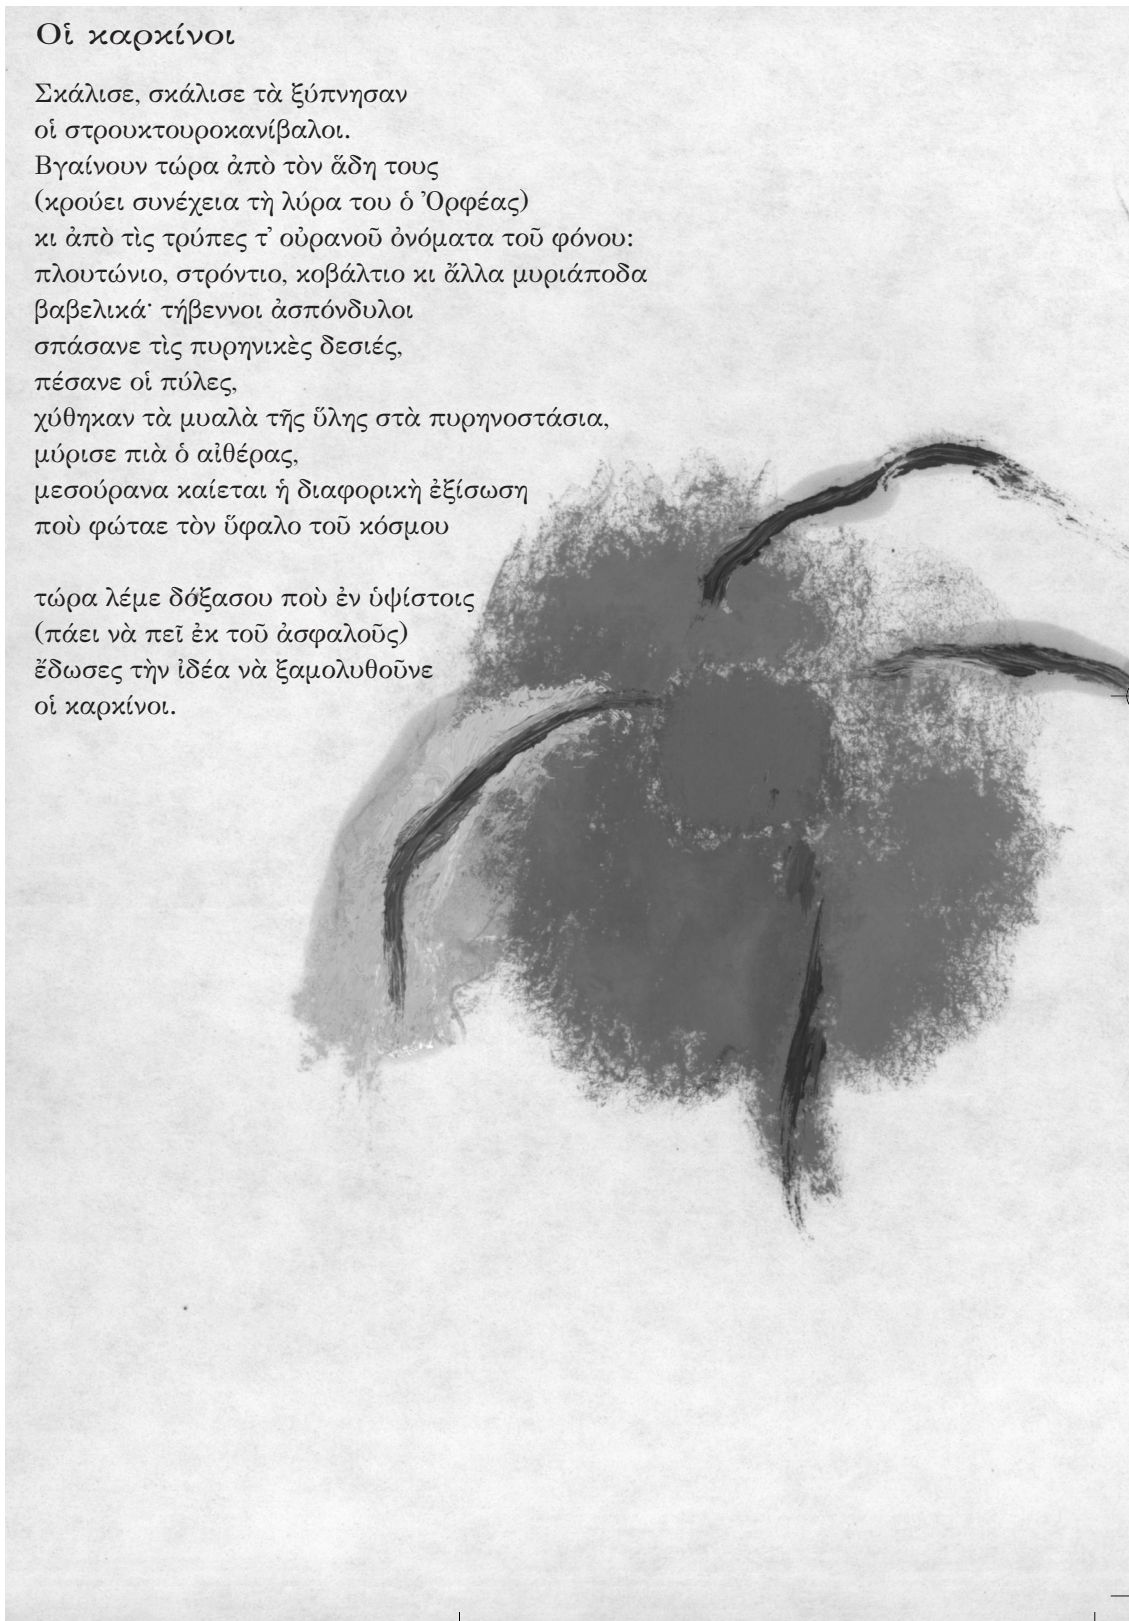 Οἱ καρκίνοι
Σκάλισε, σκάλισε τὰ ξύπνησαν
οἱ στρουκτουροκανίβαλοι.
Βγαίνουν τώρα ἀπὸ τὸν ἅδη τους
(κρούει συνέχεια τὴ λύρα του ὁ Ὀρφέας)
κι ἀπὸ τὶς τρύπες τ’ οὐρανοῦ ὀνόματα τοῦ φόνου:
πλουτώνιο, στρόντιο, κοβάλτιο κι ἄλλα μυριάποδα
βαβελικά· τήβεννοι ἀσπόνδυλοι
σπάσανε τὶς πυρηνικὲς δεσιές,
πέσανε οἱ πύλες,
χύθηκαν τὰ μυαλὰ τῆς ὕλης στὰ πυρηνοστάσια,
μύρισε πιὰ ὁ αἰθέρας,
μεσούρανα καίεται ἡ διαφορικὴ ἐξίσωση
ποὺ φώταε τὸν ὕφαλο τοῦ κόσμου
τώρα λέμε δόξασου ποὺ ἐν ὑψίστοις
(πάει νὰ πεῖ ἐκ τοῦ ἀσφαλοῦς)
ἔδωσες τὴν ἰδέα νὰ ξαμολυθοῦνε
οἱ καρκίνοι.